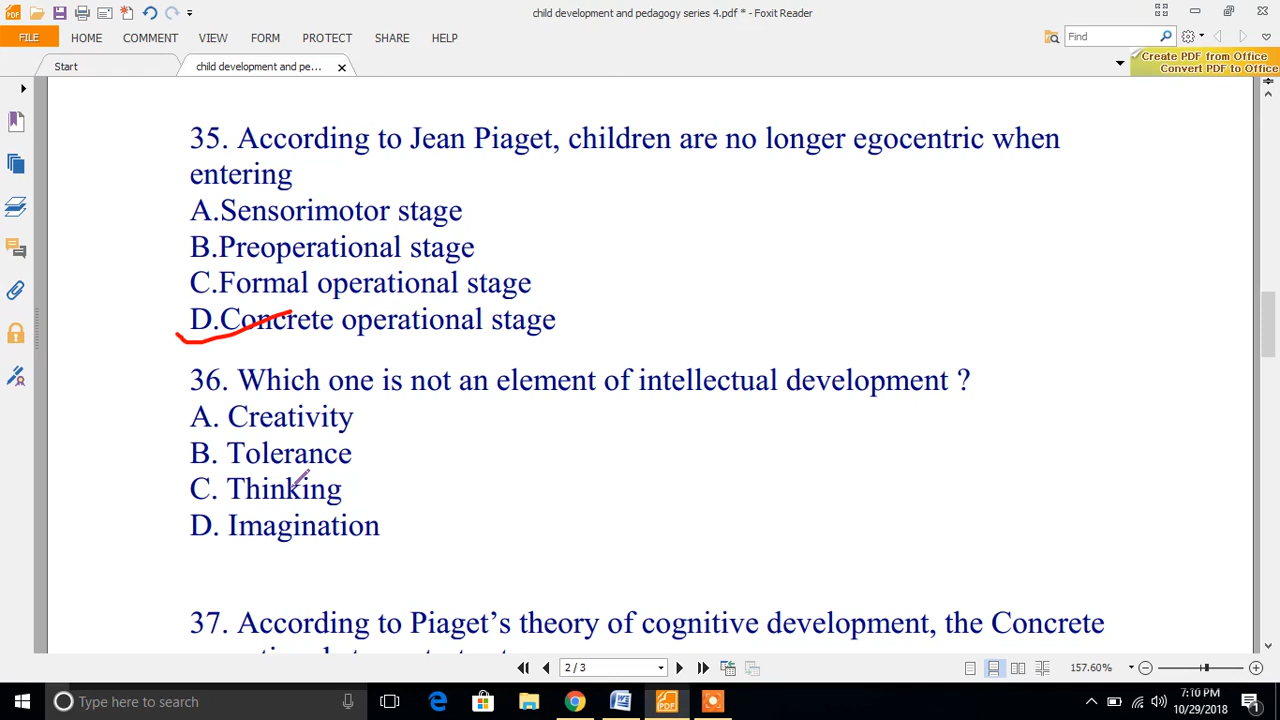 child development and pedagogy series 4.pdf * - Foxit Reader
FILE HOME COMMENT VIEW FORM PROTECT SHARE HELP
Find
Create PDF from Office
Convert PDF to Office
Start
child development and pe...
35. According to Jean Piaget, children are no longer egocentric when
entering
A.Sensorimotor stage
B.Preoperational stage
C.Formal operational stage
D.Concrete operational stage
36. Which one is not an element of intellectual development ?
A. Creativity
B. Tolerance
C. Thinking
D. Imagination
37. According to Piaget’s theory of cognitive development, the Concrete
2 / 3
157.60%
Type here to search
7:10 PM
10/29/2018